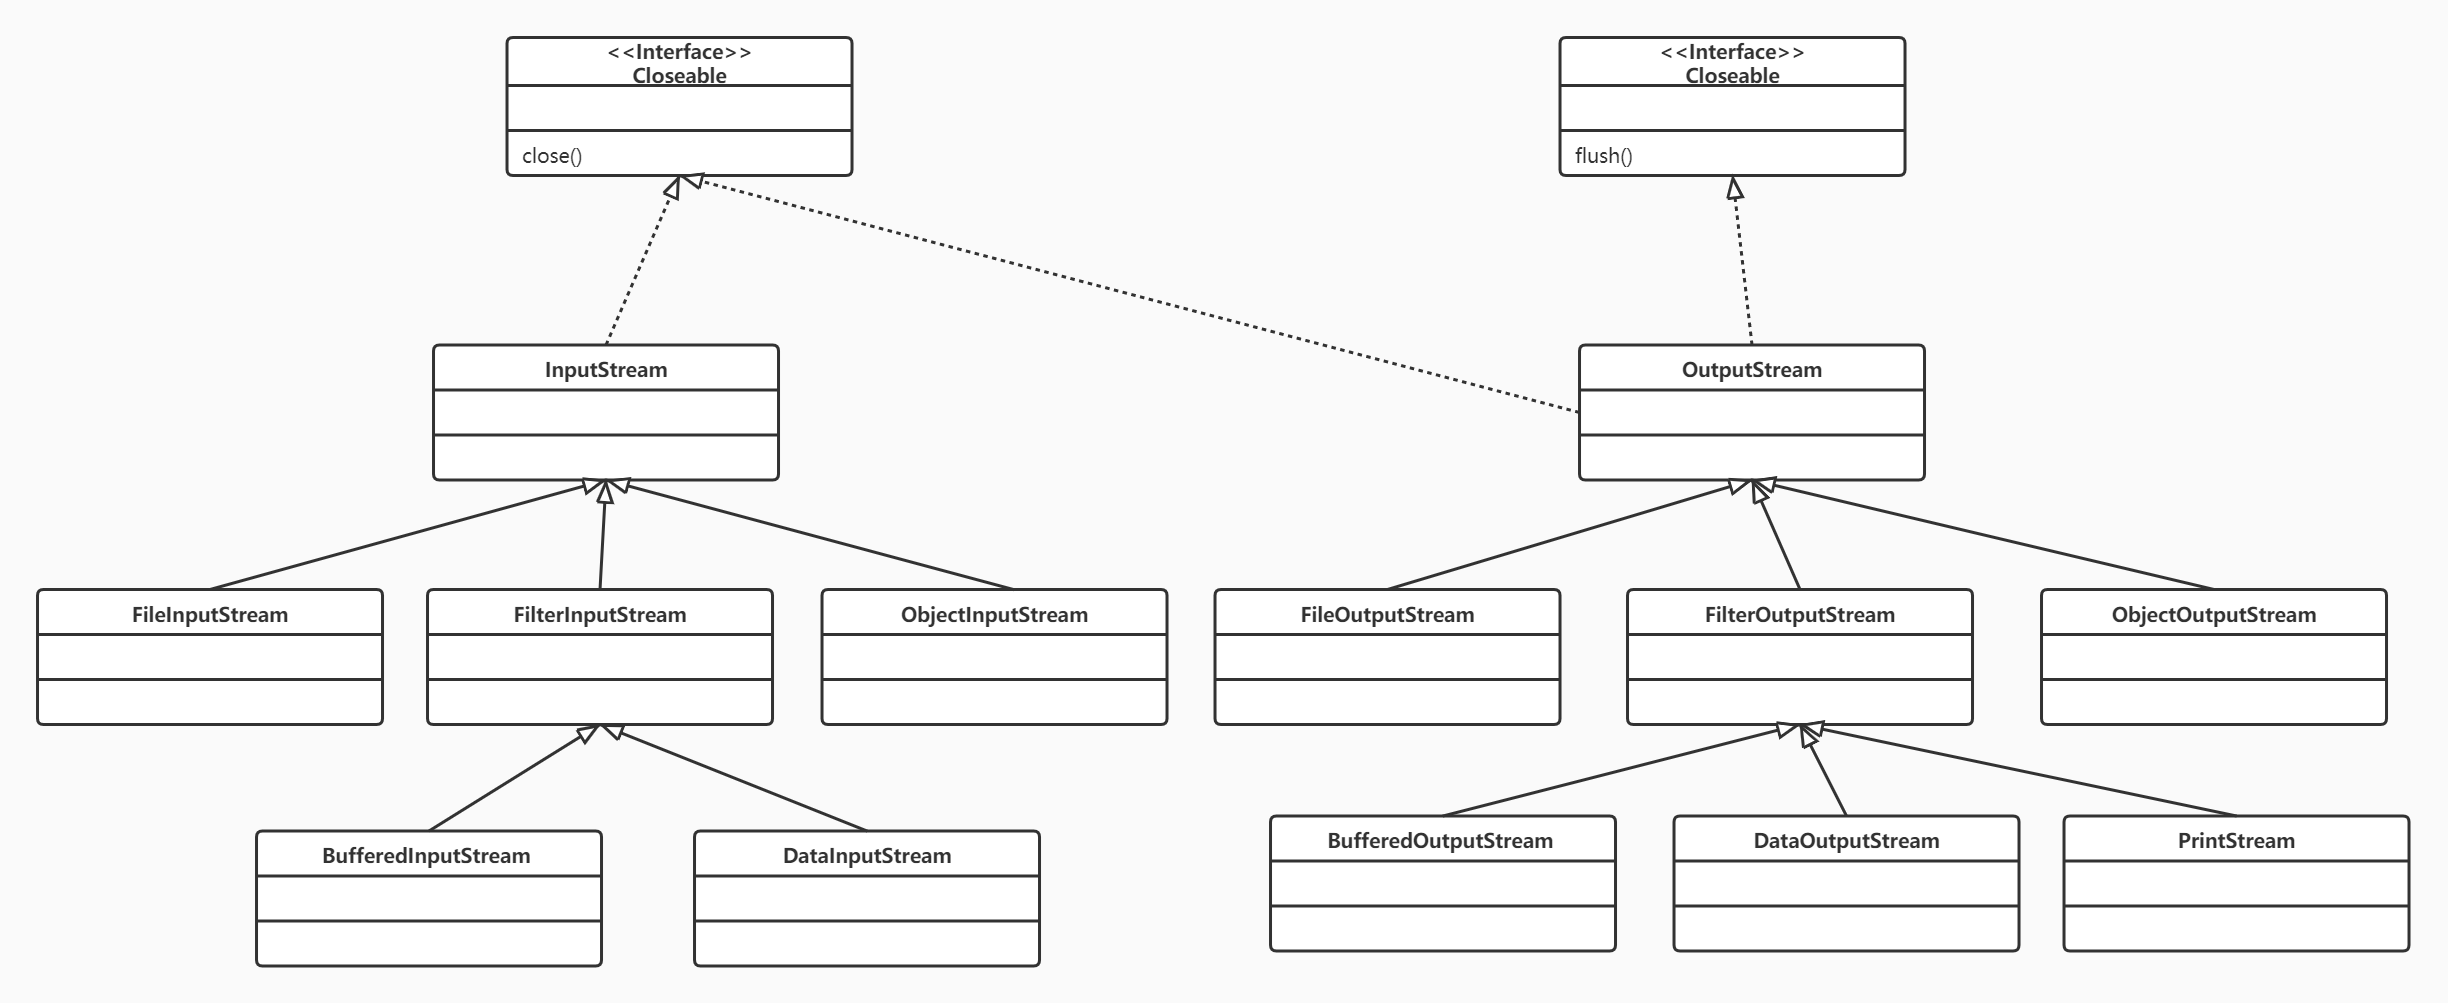 <<Interface>>
Closeable
close()
<<Interface>>
Closeable
flush()
InputStream
OutputStream
FileInputStream
FilterInputStream
ObjectInputStream
FileOutputStream
FilterOutputStream
ObjectOutputStream
BufferedInputStream
DataInputStream
BufferedOutputStream
DataOutputStream
PrintStream